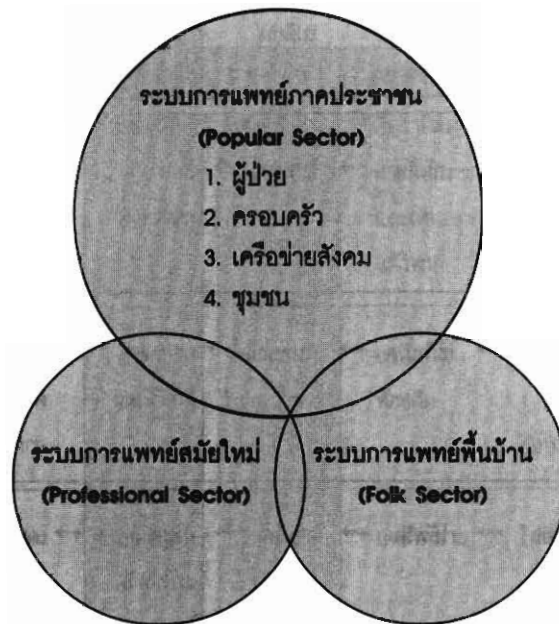 ระบบการแพทย์ภาคประชาชน
(Popular Sector)
1. ผู้ป่วย
2. ครอบครัว
3. เครือข่ายสังคม
4. ชุมชน
ระบบการแพทย์สมัยใหม่
(Professional Sector)
ระบบการแพทย์พื้นบ้าน
(Folk Sector)